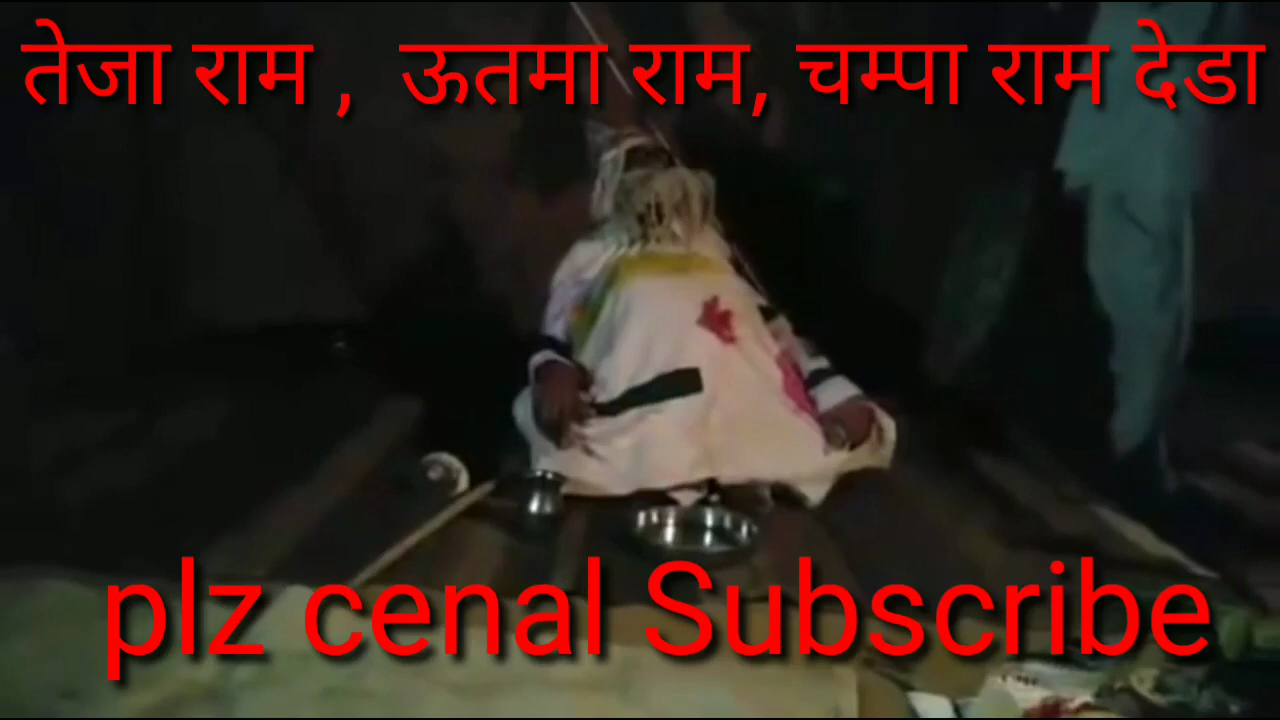 तेजा राम , ऊतमा राम, चम्पा राम देडा
plz cenal Subscribe